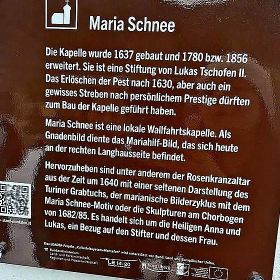 Maria Schnee
Die Kapelle wurde 1637 gebaut und 1780 bzw. 1856
erweitert. Sie ist eine Stiftung von Lukas Tschofen II.
Das Erlöschen der Pest nach 1630, aber auch ein
gewisses Streben nach persönlichem Prestige dürften
zum Bau der Kapelle geführt haben.
Maria Schnee ist eine lokale Wallfahrtskapelle. Als
Gnadenbild diente das Mariahilf-Bild, das sich heute
an der rechten Langhausseite befindet.
Hervorzuheben sind unter anderem der Rosenkranzaltar
aus der Zeit um 1640 mit einer seltenen Darstellung des
Turiner Grabtuchs, der marianische Bilderzyklus mit dem
Maria Schnee-Motiv oder die Skulpturen am Chorbogen
von 1682/85. Es handelt sich um die Heiligen Anna und
Lukas, ein Bezug auf den Stifter und dessen Frau.
LE 14-20